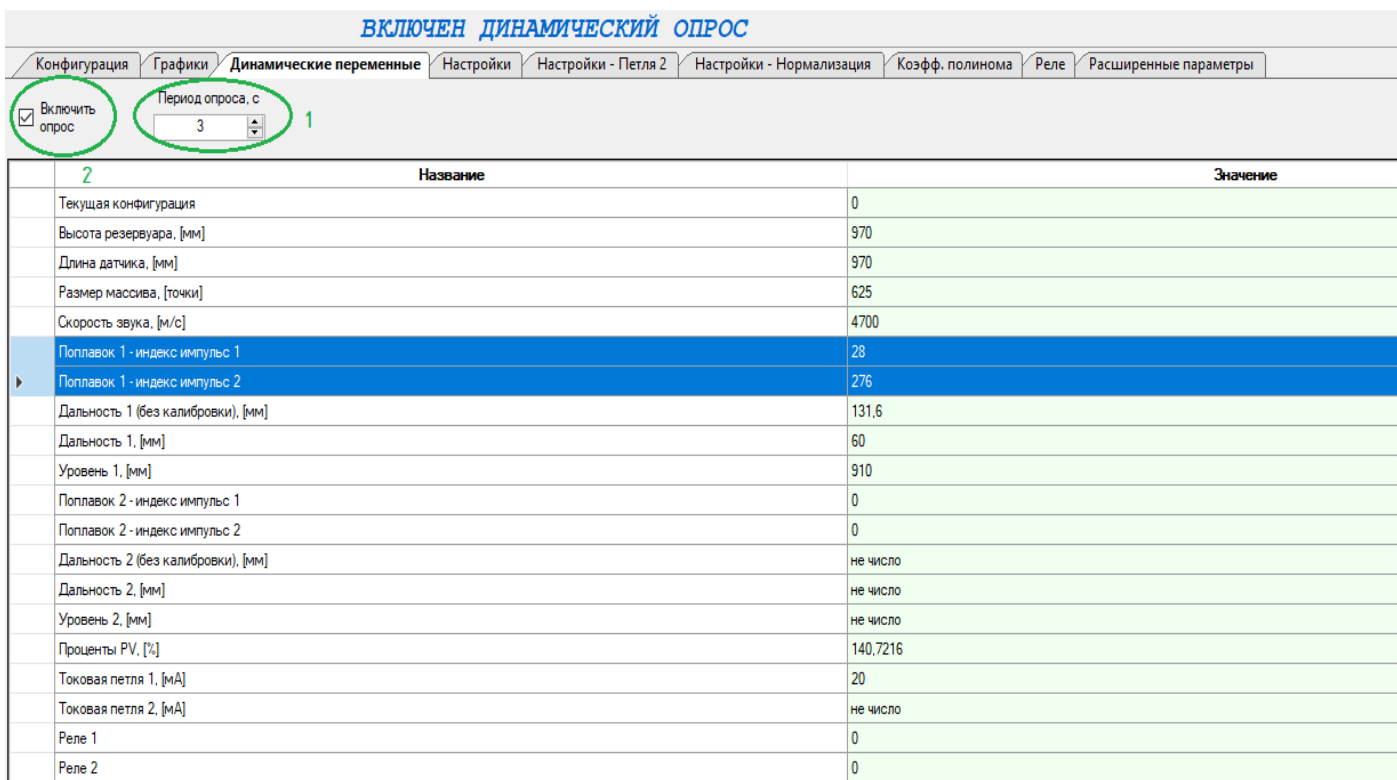 ВКЛЮЧЕН ДИНАМИЧЕСКИЙ ОПРОС
Конфигурация Графики Динамические переменные Настройки Настройки - Петля 2 Настройки - Нормализация Коэфф. полинома Реле Расширенные параметры
Включить опрос
Период опроса, с
3
1
2
Название Значение
Текущая конфигурация 0
Высота резервуара, [мм] 970
Длина датчика, [мм] 970
Размер массива, [точки] 625
Скорость звука, [м/с] 4700
Поплавок 1 - индекс импульс 1 28
Поплавок 1 - индекс импульс 2 276
Дальность 1 (без калибровки), [мм] 131,6
Дальность 1, [мм] 60
Уровень 1, [мм] 910
Поплавок 2 - индекс импульс 1 0
Поплавок 2 - индекс импульс 2 0
Дальность 2 (без калибровки), [мм] не число
Дальность 2, [мм] не число
Уровень 2, [мм] не число
Проценты PV, [%] 140,7216
Токовая петля 1, [мА] 20
Токовая петля 2, [мА] не число
Реле 1 0
Реле 2 0